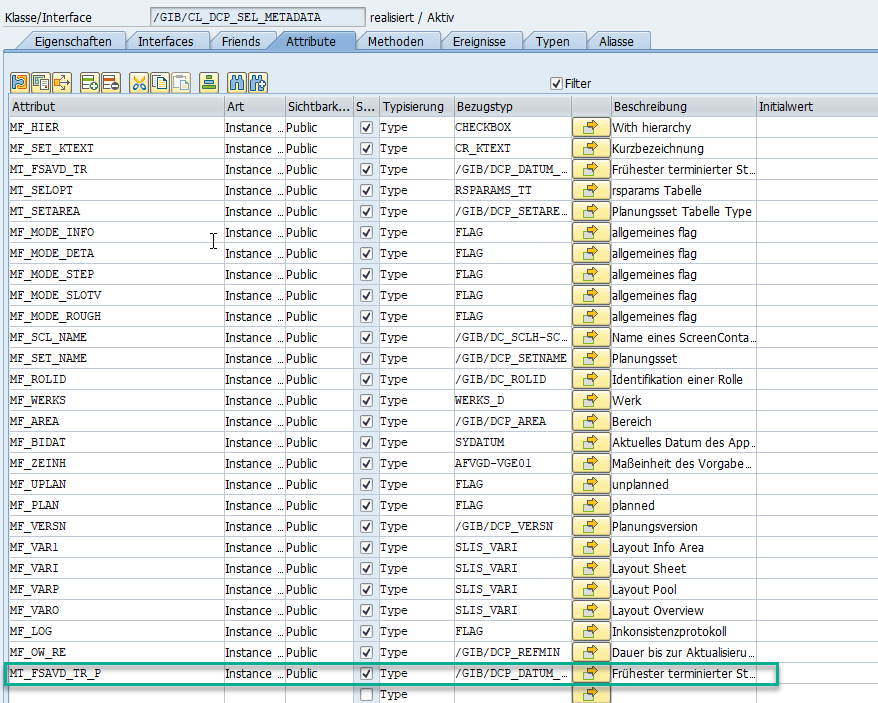 Klasse/Interface /GIB/CL_DCP_SEL_METADATA realisiert / Aktiv
Eigenschaften Interfaces Friends Attribute Methoden Ereignisse Typen Aliasse
Filter
Attribut Art Sichtbark... S... Typisierung Bezugstyp Beschreibung Initialwert
MF_HIER Instance ... Public Type CHECKBOX With hierarchy
MF_SET_KTEXT Instance ... Public Type CR_KTEXT Kurzbezeichnung
MT_FSAVD_TR Instance ... Public Type /GIB/DCP_DATUM_... Frühester terminierter St...
MT_SELOPT Instance ... Public Type RSPARAMS_TT rsparams Tabelle
MT_SETAREA Instance ... Public Type /GIB/DCP_SETARE... Planungsset Tabelle Type
MF_MODE_INFO Instance ... Public Type FLAG allgemeines flag
MF_MODE_DETA Instance ... Public Type FLAG allgemeines flag
MF_MODE_STEP Instance ... Public Type FLAG allgemeines flag
MF_MODE_SLOTV Instance ... Public Type FLAG allgemeines flag
MF_MODE_ROUGH Instance ... Public Type FLAG allgemeines flag
MF_SCL_NAME Instance ... Public Type /GIB/DC_SCLH-SC... Name eines ScreenConta...
MF_SET_NAME Instance ... Public Type /GIB/DCP_SETNAME Planungsset
MF_ROLID Instance ... Public Type /GIB/DC_ROLID Identifikation einer Rolle
MF_WERKS Instance ... Public Type WERKS_D Werk
MF_AREA Instance ... Public Type /GIB/DCP_AREA Bereich
MF_BIDAT Instance ... Public Type SYDATUM Aktuelles Datum des App...
MF_ZEINH Instance ... Public Type AFVGD-VGE01 Maßeinheit des Vorgabe...
MF_UPLAN Instance ... Public Type FLAG unplanned
MF_PLAN Instance ... Public Type FLAG planned
MF_VERSN Instance ... Public Type /GIB/DCP_VERSN Planungsversion
MF_VAR1 Instance ... Public Type SLIS_VARI Layout Info Area
MF_VARI Instance ... Public Type SLIS_VARI Layout Sheet
MF_VARP Instance ... Public Type SLIS_VARI Layout Pool
MF_VARO Instance ... Public Type SLIS_VARI Layout Overview
MF_LOG Instance ... Public Type FLAG Inkonsistenzprotokoll
MF_OW_RE Instance ... Public Type /GIB/DCP_REFMIN Dauer bis zur Aktualisieru...
MT_FSAVD_TR_P Instance ... Public Type /GIB/DCP_DATUM_... Frühester terminierter St...
Type